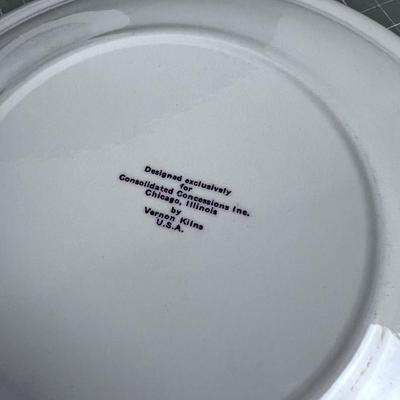 Designed exclusively
for
Consolidated Concessions Inc.
Chicago, Illinois
by
Vernon Kilns
U.S.A.